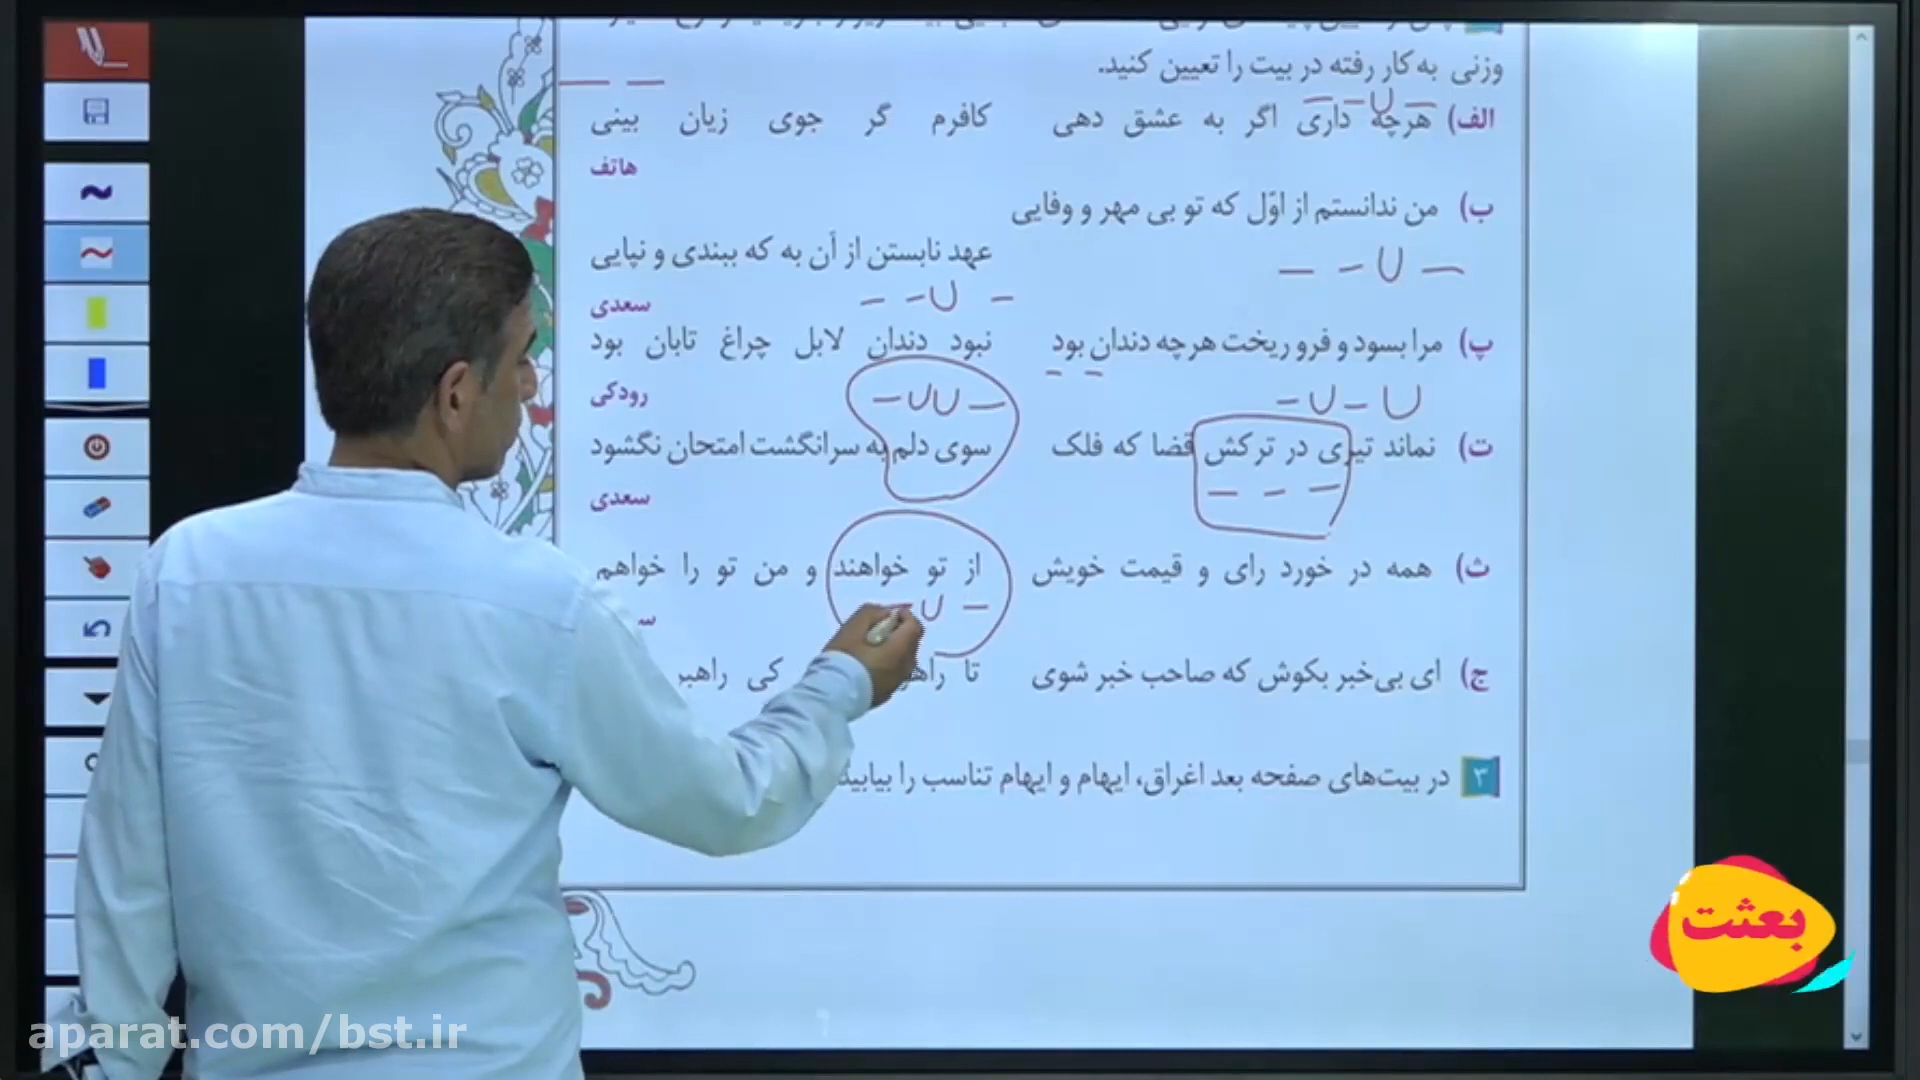 وزنی به‌کار رفته در بیت را تعیین کنید.
الف) هرچه داری اگر به عشق دهی کافرم گر جوی زیان بینی
هاتف
ب) من ندانستم از اوّل که تو بی مهر و وفایی
عهد نابستن از آن به که ببندی و نپایی
سعدی
پ) مرا بسود و فرو ریخت هرچه دندان بود نبود دندان لابل چراغ تابان بود
رودکی
ت) نماند تیری در ترکش قضا که فلک سوی دلم به سرانگشت امتحان نگشود
سعدی
ث) همه در خورد رای و قیمت خویش از تو خواهند و من تو را خواهم
ج) ای بی‌خبر بکوش که صاحب خبر شوی تا کی راهبر
۳ در بیت‌های صفحه بعد اغراق، ایهام و ایهام تناسب را بیابید
بعثت
aparat.com/bst.ir